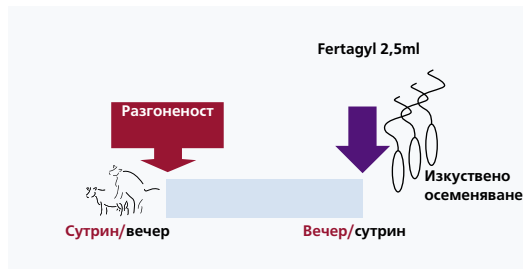 Fertagyl 2,5ml
Разгоненост
Изкуствено
осеменяване
Сутрин/вечер
Вечер/сутрин